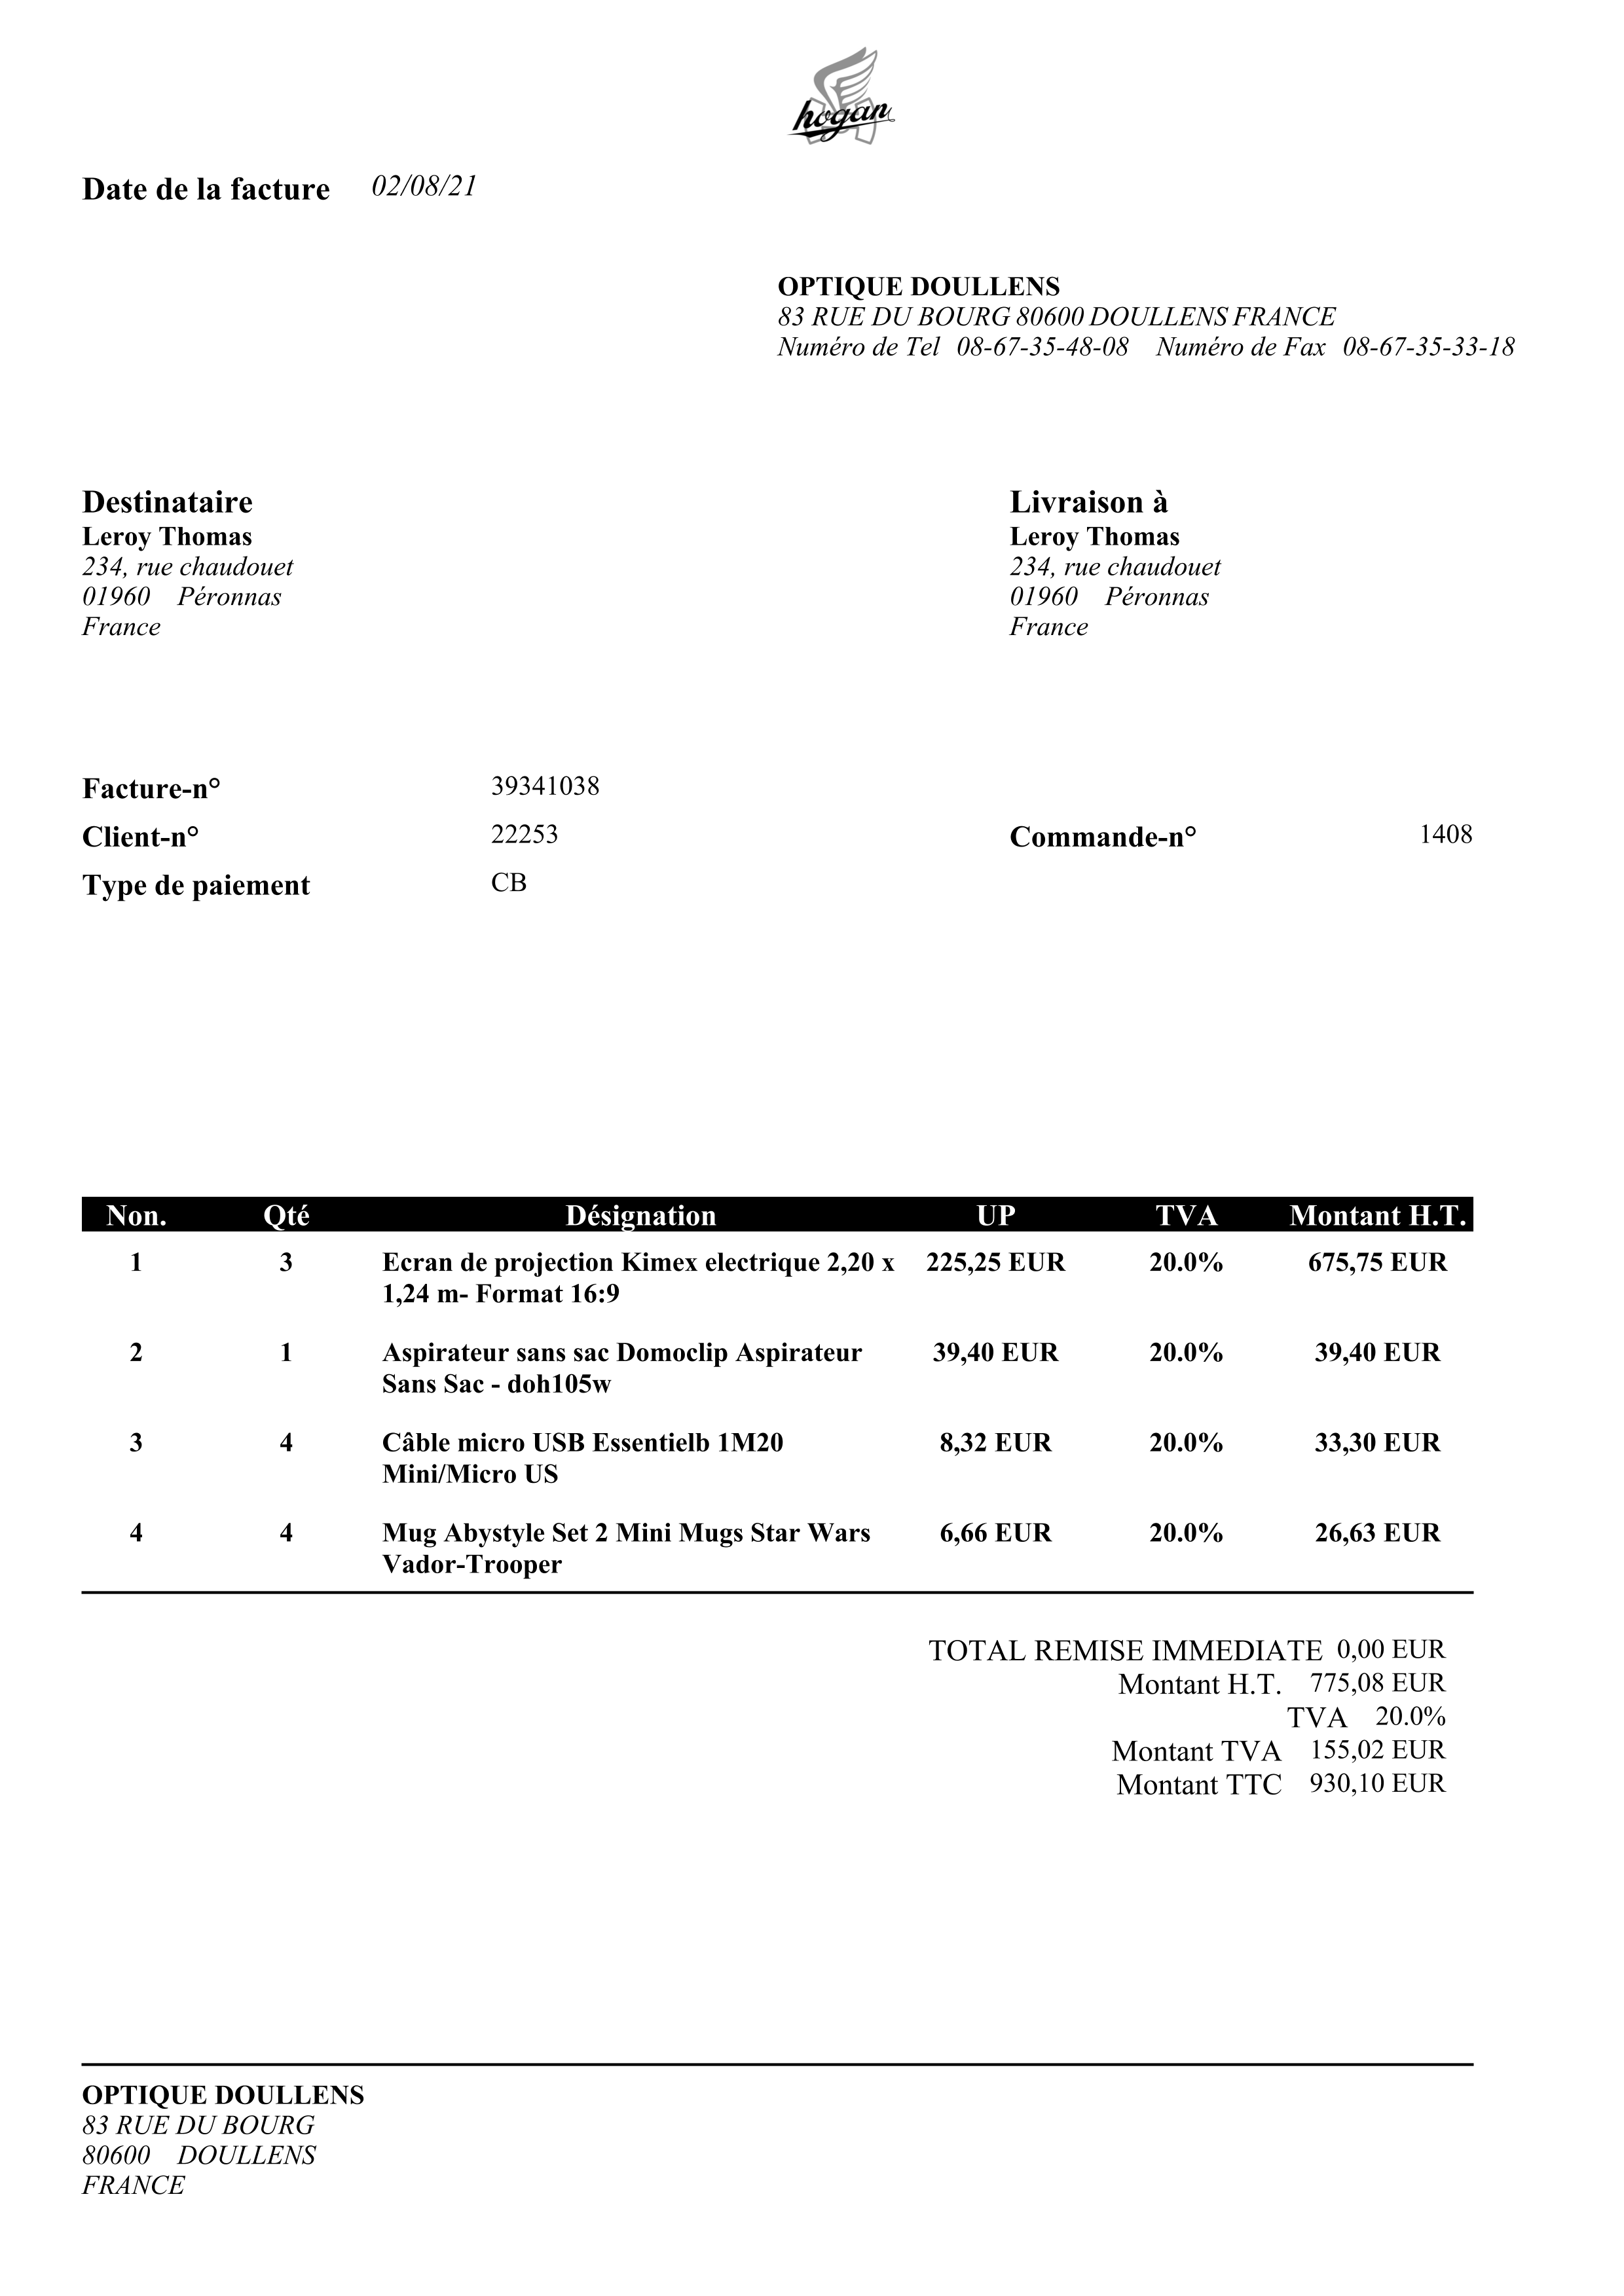 hogan
Date de la facture 02/08/21
OPTIQUE DOULLENS
83 RUE DU BOURG 80600 DOULLENS FRANCE
Numéro de Tel 08-67-35-48-08 Numéro de Fax 08-67-35-33-18
Destinataire
Leroy Thomas
234, rue chaudouet
01960 Péronnas
France
Livraison à
Leroy Thomas
234, rue chaudouet
01960 Péronnas
France
Facture-n° 39341038
Client-n° 22253
Commande-n° 1408
Type de paiement CB
Non. Qté Désignation UP TVA Montant H.T.
1 3 Ecran de projection Kimex electrique 2,20 x 225,25 EUR 20.0% 675,75 EUR
1,24 m- Format 16:9
2 1 Aspirateur sans sac Domoclip Aspirateur 39,40 EUR 20.0% 39,40 EUR
Sans Sac - doh105w
3 4 Câble micro USB Essentielb 1M20 8,32 EUR 20.0% 33,30 EUR
Mini/Micro US
4 4 Mug Abystyle Set 2 Mini Mugs Star Wars 6,66 EUR 20.0% 26,63 EUR
Vador-Trooper
TOTAL REMISE IMMEDIATE 0,00 EUR
Montant H.T. 775,08 EUR
TVA 20.0%
Montant TVA 155,02 EUR
Montant TTC 930,10 EUR
OPTIQUE DOULLENS
83 RUE DU BOURG
80600 DOULLENS
FRANCE